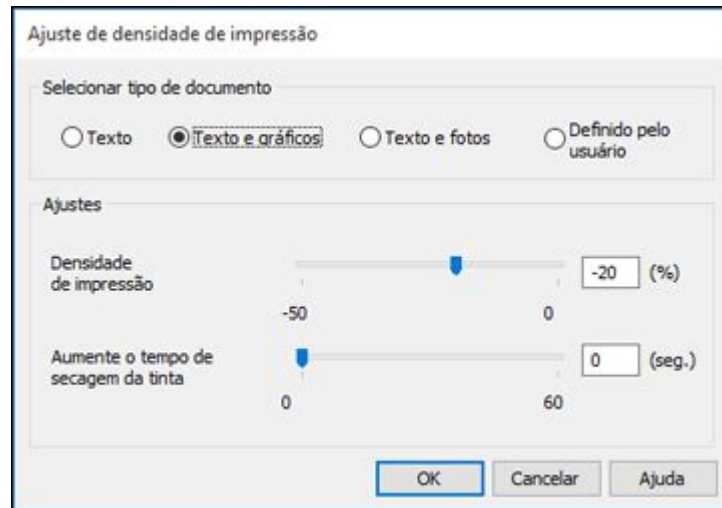 Ajuste de densidade de impressão
Selecionar tipo de documento
Texto
Texto e gráficos
Texto e fotos
Definido pelo
usuário
Ajustes
Densidade
de impressão
-20
(%)
-50
0
Aumente o tempo de
secagem da tinta
0
(seg.)
0
60
OK
Cancelar
Ajuda